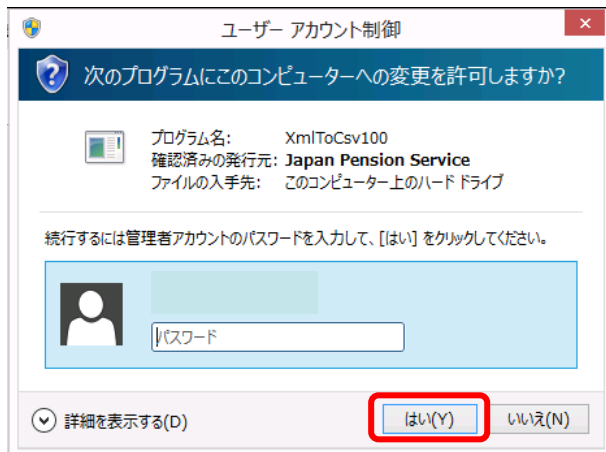 ユーザー アカウント制御
次のプログラムにこのコンピューターへの変更を許可しますか?
プログラム名: XmlToCsv100
確認済みの発行元: Japan Pension Service
ファイルの入手先: このコンピューター上のハード ドライブ
続行するには管理者アカウントのパスワードを入力して、[はい] をクリックしてください。
パスワード
詳細を表示する(D)
はい(Y)
いいえ(N)